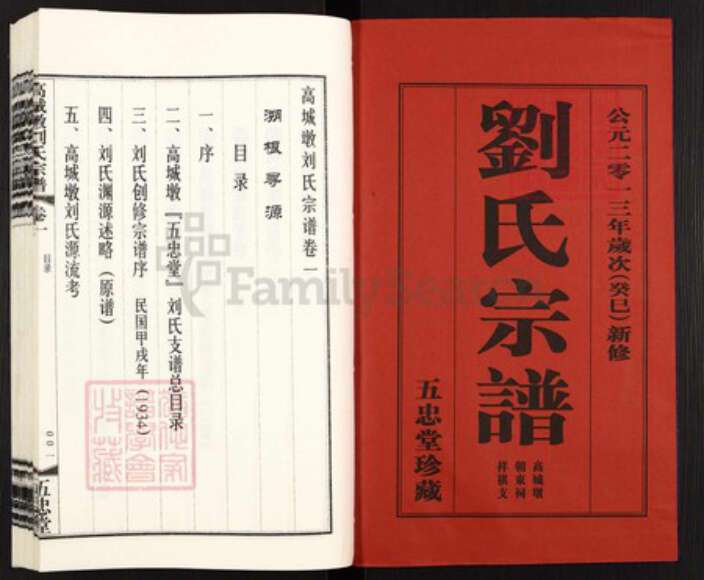 公元二零一三年歲次(癸巳)新修
劉氏宗譜
高城墩
朝東祠
祥祺支
五忠堂珍藏
高城墩刘氏宗谱卷一
溯根寻源
目录
一、序
二、高城墩『五忠堂』刘氏支谱总目录
三、刘氏创修宗谱序 民国甲戌年(1934)
四、刘氏渊源述略(原谱)
五、高城墩刘氏源流考
高城墩刘氏宗谱 卷一 目录 001 五忠堂
FamilySearch